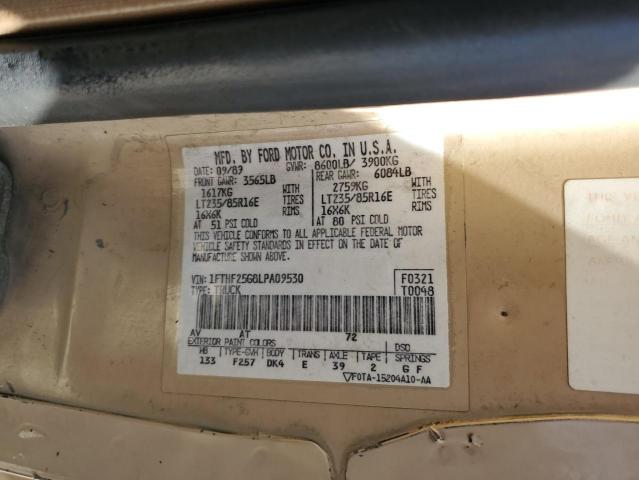 MFD. BY FORD MOTOR CO. IN U.S.A.
DATE: 09/89 GVWR: 8600LB/ 3900KG
FRONT GAWR: 3565LB REAR GAWR: 6084LB
1617KG WITH 2759KG WITH
LT235/85R16E TIRES LT235/85R16E TIRES
16X6K RIMS 16X6K RIMS
AT 51 PSI COLD AT 80 PSI COLD
THIS VEHICLE CONFORMS TO ALL APPLICABLE FEDERAL MOTOR
VEHICLE SAFETY STANDARDS IN EFFECT ON THE DATE OF
MANUFACTURE SHOWN ABOVE.
VIN: 1FTHF25G8LPA09530 F0321
TYPE: TRUCK T0048
AV AT 72
EXTERIOR PAINT COLORS DSO
WB TYPE-GVW BODY TRANS AXLE TAPE SPRINGS
133 F257 DK4 E 39 2 G F
▽F0TA-15204A10-AA